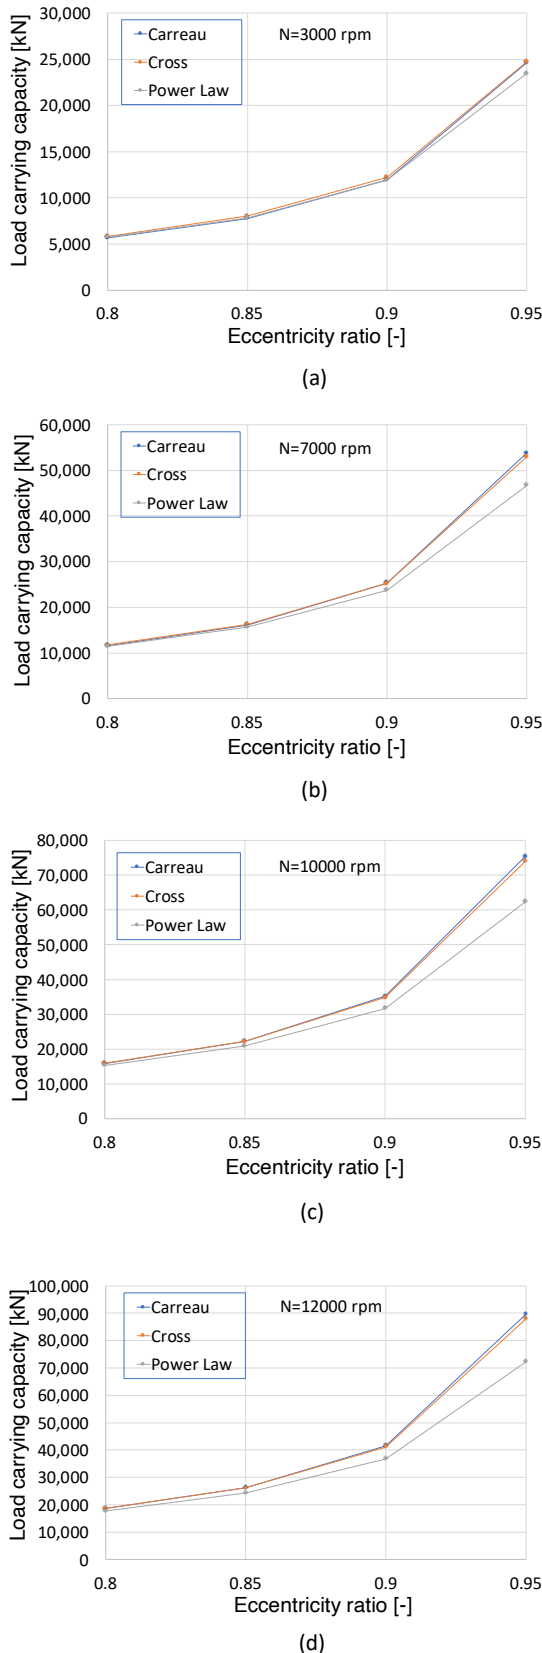 30,000
25,000
20,000
15,000
10,000
5,000
0
Load carrying capacity [kN]
Carreau
Cross
Power Law
N=3000 rpm
0.8 0.85 0.9 0.95
Eccentricity ratio [-]
(a)
60,000
50,000
40,000
30,000
20,000
10,000
0
Load carrying capacity [kN]
Carreau
Cross
Power Law
N=7000 rpm
0.8 0.85 0.9 0.95
Eccentricity ratio [-]
(b)
80,000
70,000
60,000
50,000
40,000
30,000
20,000
10,000
0
Load carrying capacity [kN]
Carreau
Cross
Power Law
N=10000 rpm
0.8 0.85 0.9 0.95
Eccentricity ratio [-]
(c)
100,000
90,000
80,000
70,000
60,000
50,000
40,000
30,000
20,000
10,000
0
Load carrying capacity [kN]
Carreau
Cross
Power Law
N=12000 rpm
0.8 0.85 0.9 0.95
Eccentricity ratio [-]
(d)